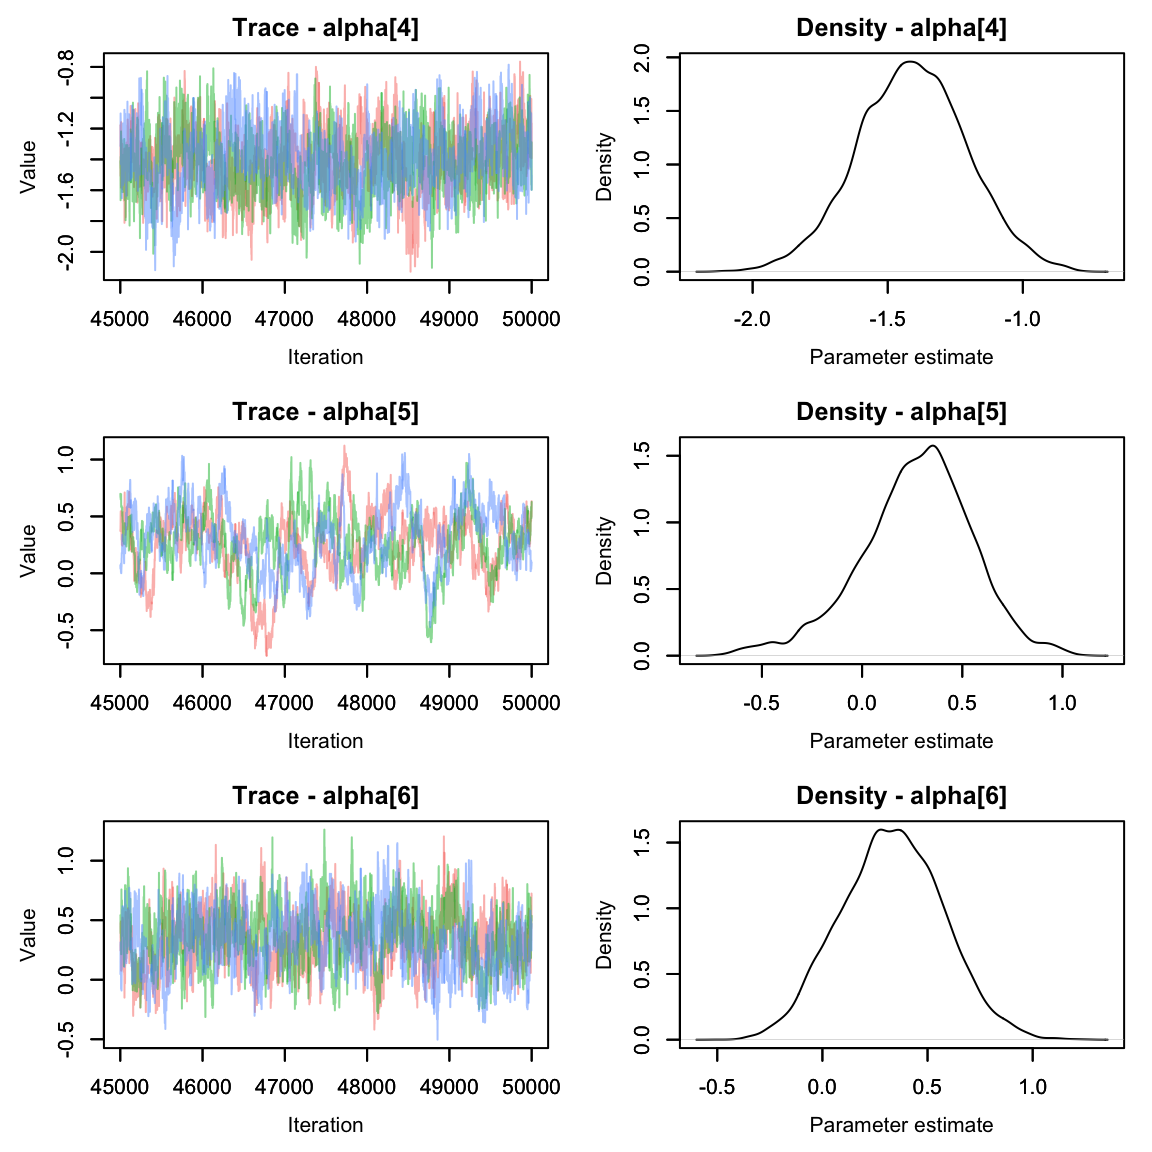 Trace - alpha[4]
Value
-0.8
-1.2
-1.6
-2.0
45000 46000 47000 48000 49000 50000
Iteration
Density - alpha[4]
Density
2.0
1.5
1.0
0.5
0.0
-2.0 -1.5 -1.0
Parameter estimate
Trace - alpha[5]
Value
1.0
0.5
0.0
-0.5
45000 46000 47000 48000 49000 50000
Iteration
Density - alpha[5]
Density
1.5
1.0
0.5
0.0
-0.5 0.0 0.5 1.0
Parameter estimate
Trace - alpha[6]
Value
1.0
0.5
0.0
-0.5
45000 46000 47000 48000 49000 50000
Iteration
Density - alpha[6]
Density
1.5
1.0
0.5
0.0
-0.5 0.0 0.5 1.0
Parameter estimate